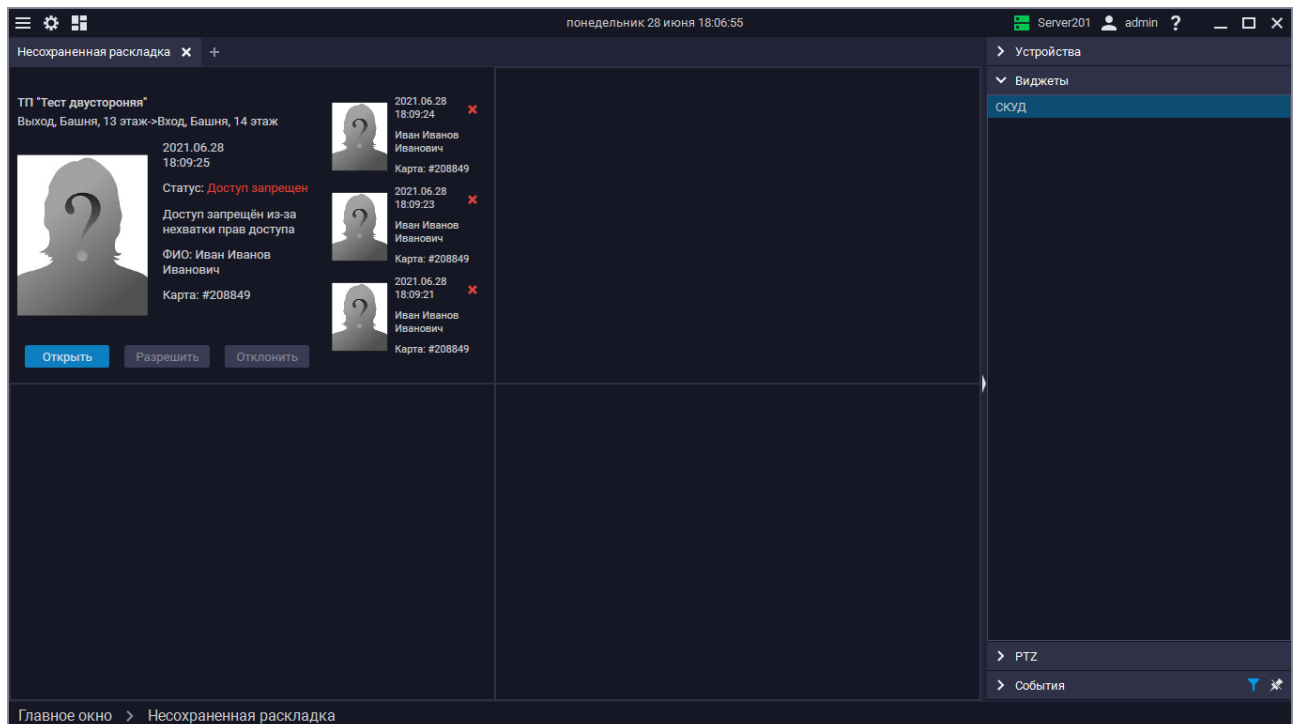 понедельник 28 июня 18:06:55
Server201 admin ?
Несохраненная раскладка
ТП "Тест двустороняя"
Выход, Башня, 13 этаж->Вход, Башня, 14 этаж
2021.06.28
18:09:25
Статус: Доступ запрещен
Доступ запрещён из-за
нехватки прав доступа
ФИО: Иван Иванов
Иванович
Карта: #208849
Открыть
Разрешить
Отклонить
2021.06.28
18:09:24
Иван Иванов
Иванович
Карта: #208849
2021.06.28
18:09:23
Иван Иванов
Иванович
Карта: #208849
2021.06.28
18:09:21
Иван Иванов
Иванович
Карта: #208849
Устройства
Виджеты
СКУД
PTZ
События
Главное окно > Несохраненная раскладка